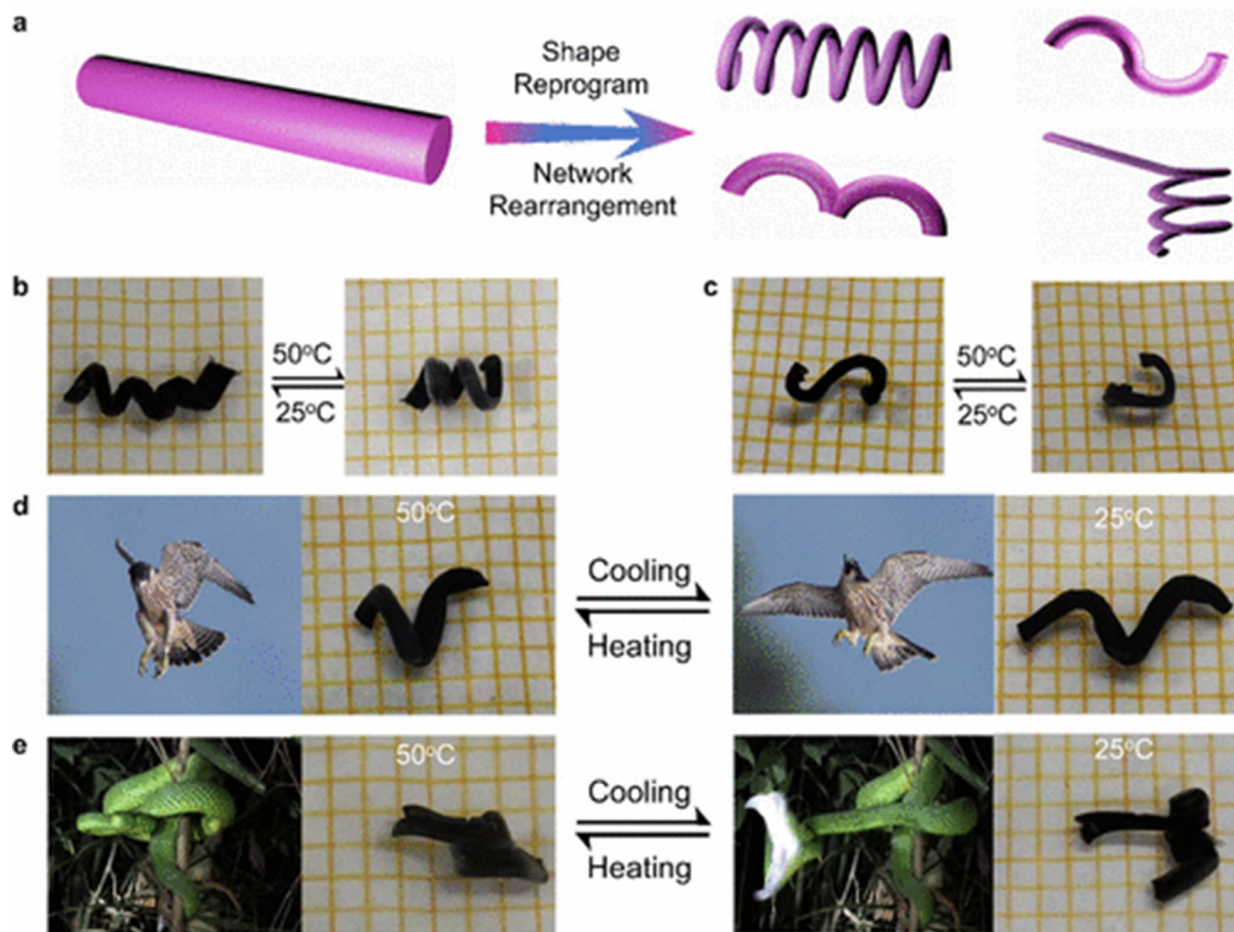 a
Shape
Reprogram
Network
Rearrangement
b
50°C
25°C
c
50°C
25°C
d
50°C
Cooling
Heating
25°C
e
50°C
Cooling
Heating
25°C